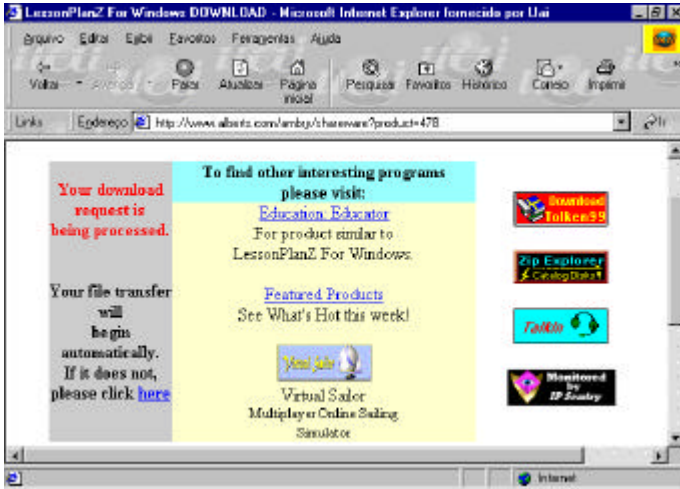 LessonPlanZ For Windows DOWNLOAD - Microsoft Internet Explorer fornecido por Uai
Arquivo Editar Exibir Favoritos Ferramentas Ajuda
Voltar Avançar Parar Atualizar Página inicial Pesquisar Favoritos Histórico Correio Imprimir
Links Endereço http://www.alberts.com/amby/shareware?product=478 Ir
Your download
request is
being processed.
Your file transfer
will
begin
automatically.
If it does not,
please click here
To find other interesting programs
please visit:
Education, Educator
For product similar to
LessonPlanZ For Windows.
Featured Products
See What's Hot this week!
Virtual Sailor
Virtual Sailor
Multiplayer Online Sailing
Simulator
Download
Tolken99
Zip Explorer
Catalog Disks!
Talkin
Monitored
by
IP Sentry
Internet